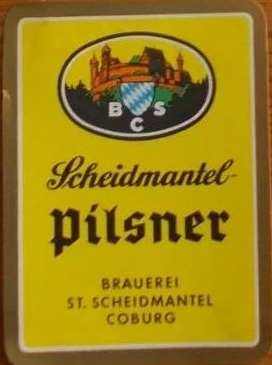 B S
C
Scheidmantel-
Pilsner
BRAUEREI
ST. SCHEIDMANTEL
COBURG